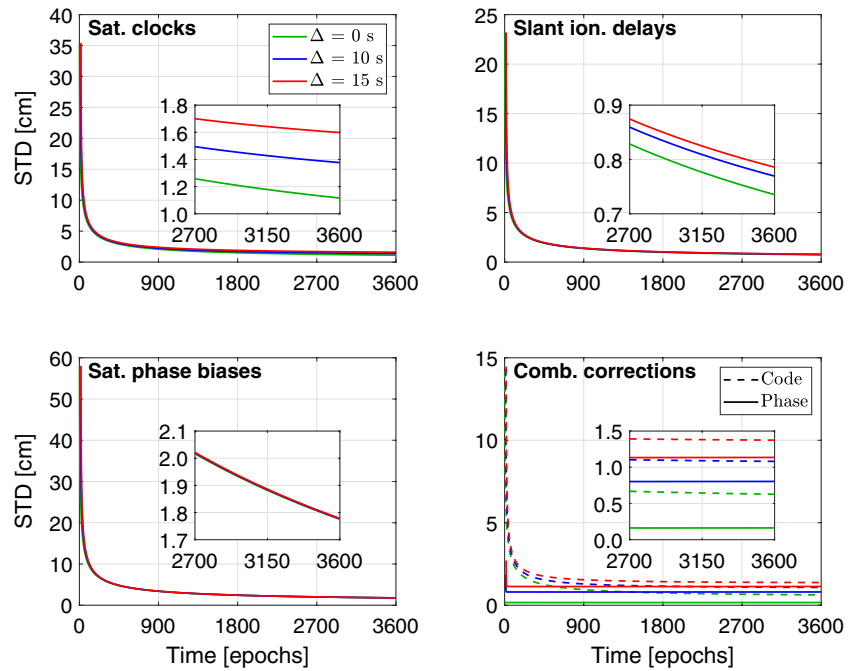 Sat. clocks
Δ = 0 s
Δ = 10 s
Δ = 15 s
STD [cm]
40
35
30
25
20
15
10
5
0
0 900 1800 2700 3600
1.8
1.6
1.4
1.2
1.0
2700 3150 3600
Slant ion. delays
25
20
15
10
5
0
0 900 1800 2700 3600
0.9
0.8
0.7
2700 3150 3600
Sat. phase biases
STD [cm]
60
50
40
30
20
10
0
0 900 1800 2700 3600
Time [epochs]
2.1
2.0
1.9
1.8
1.7
2700 3150 3600
Comb. corrections
Code
Phase
15
10
5
0
0 900 1800 2700 3600
Time [epochs]
1.5
1.0
0.5
0.0
2700 3150 3600